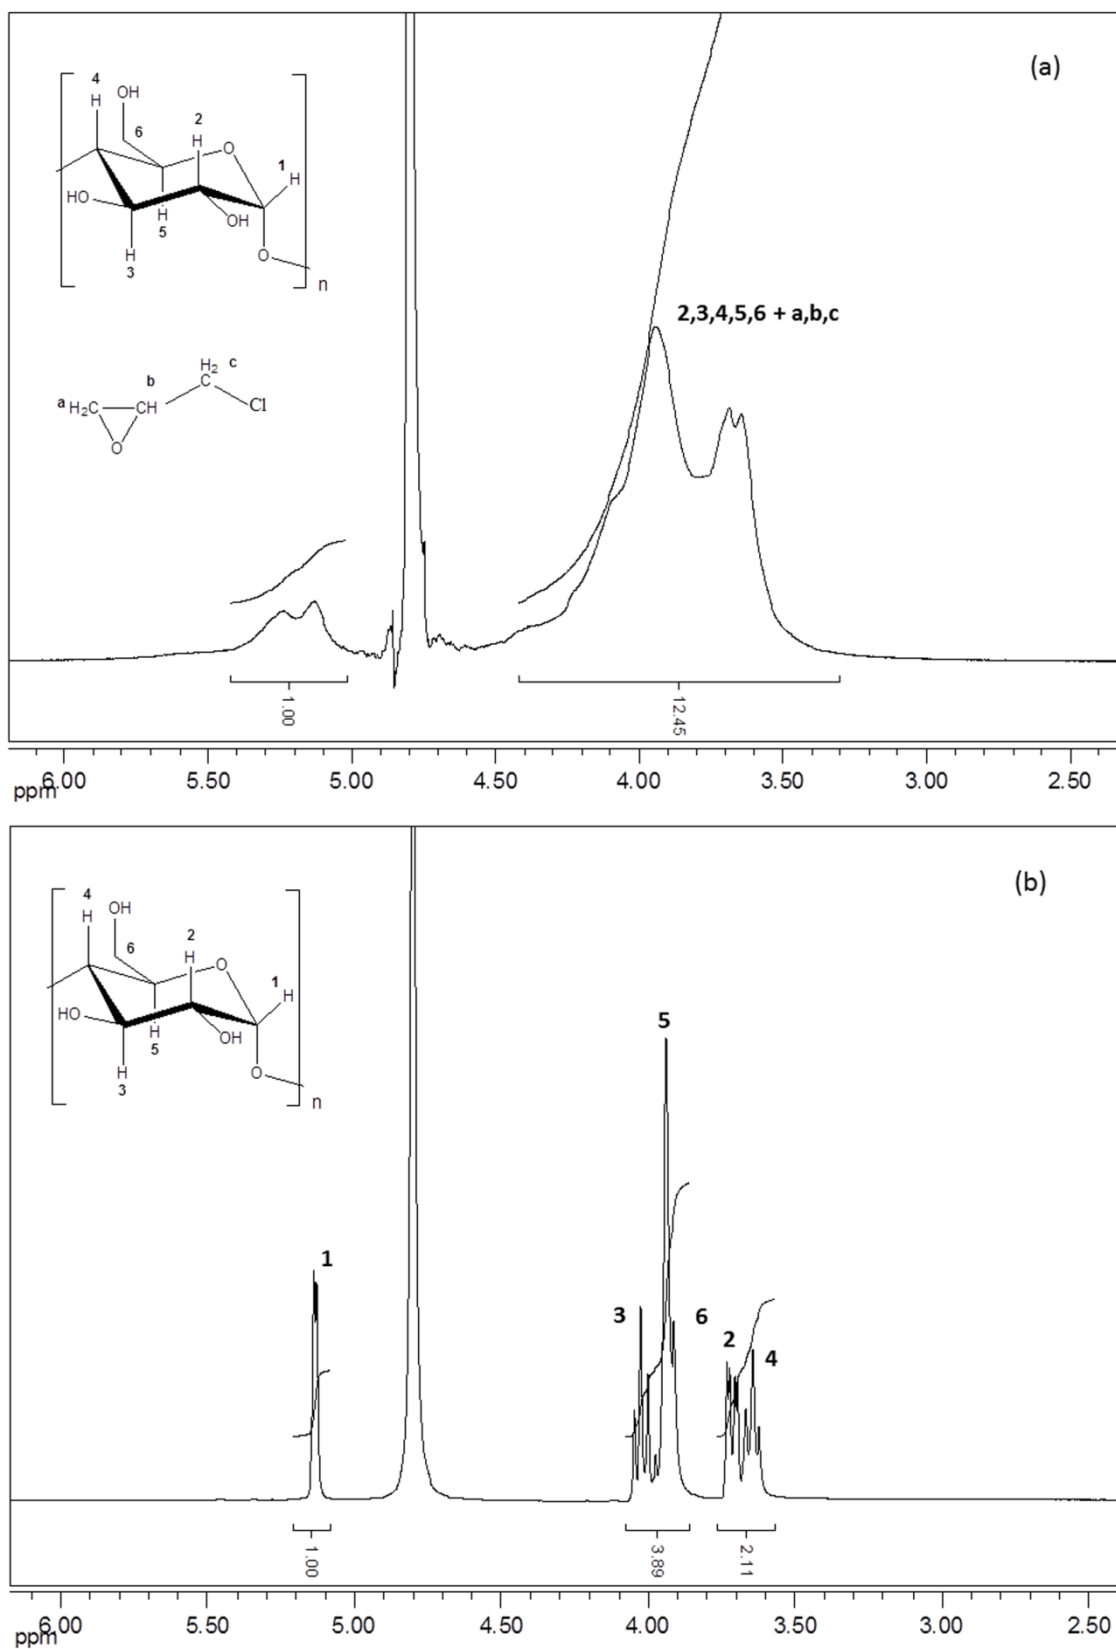 (a)
4
H
OH
6
2
H
O
1
H
HO
H
5
OH
H
3
O
n
2,3,4,5,6 + a,b,c
H2 c
C
b
a H2C
CH
Cl
O
1.00
12.45
6.00 5.50 5.00 4.50 4.00 3.50 3.00 2.50
ppm
(b)
4
H
OH
6
2
H
O
1
H
HO
H
5
OH
H
3
O
n
5
1
3
6
2
4
1.00
3.89
2.11
6.00 5.50 5.00 4.50 4.00 3.50 3.00 2.50
ppm